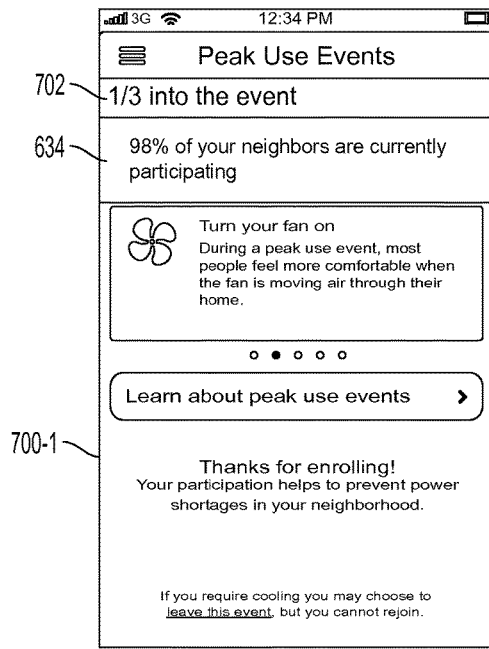 3G 12:34 PM
Peak Use Events
702
1/3 into the event
634
98% of your neighbors are currently
participating
Turn your fan on
During a peak use event, most
people feel more comfortable when
the fan is moving air through their
home.
Learn about peak use events
700-1
Thanks for enrolling!
Your participation helps to prevent power
shortages in your neighborhood.
If you require cooling you may choose to
leave this event, but you cannot rejoin.